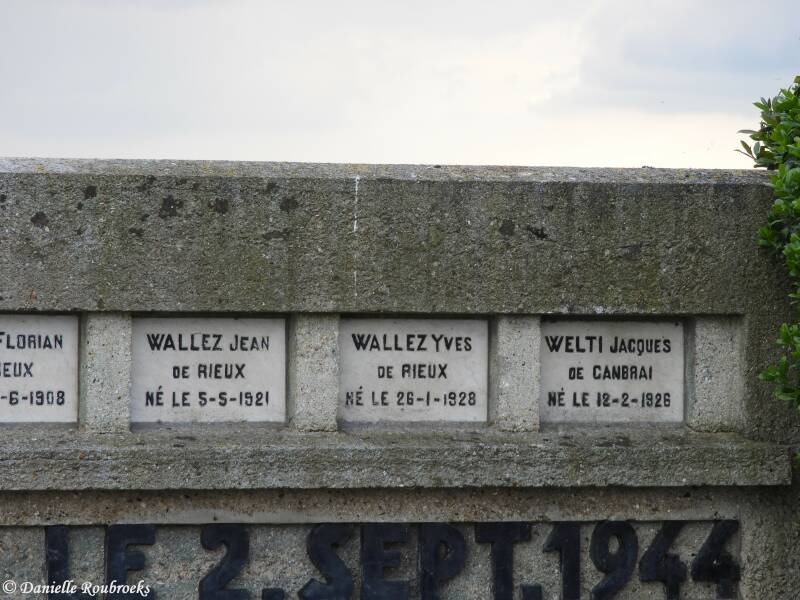 FLORIAN
IEUX
-6-1908
WALLEZ JEAN
DE RIEUX
NÉ LE 5-5-1921
WALLEZ YVES
DE RIEUX
NÉ LE 26-1-1928
WELTI JACQUES
DE CANBRAI
NÉ LE 12-2-1926
LE 2. SEPT. 1944
© Danielle Roubroeks